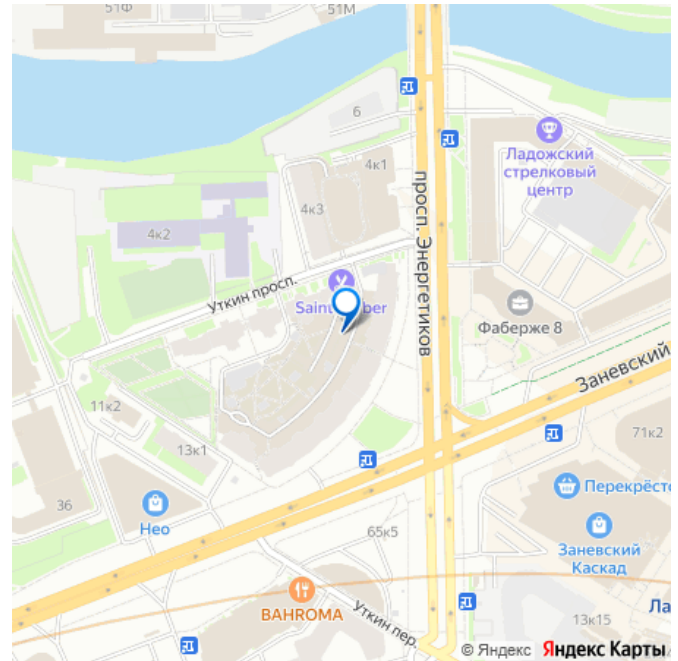 51Ф
51М
6
4к1
Ладожский
стрелковый
центр
4к3
просп. Энергетиков
4к2
Уткин просп.
Фаберже 8
Заневский
11к2
13к1
71к2
36
Нео
Перекрёсто
65к5
Заневский
Каскад
BAHROMA
Уткин пер.
Ла
13к15
© Яндекс Яндекс Карты